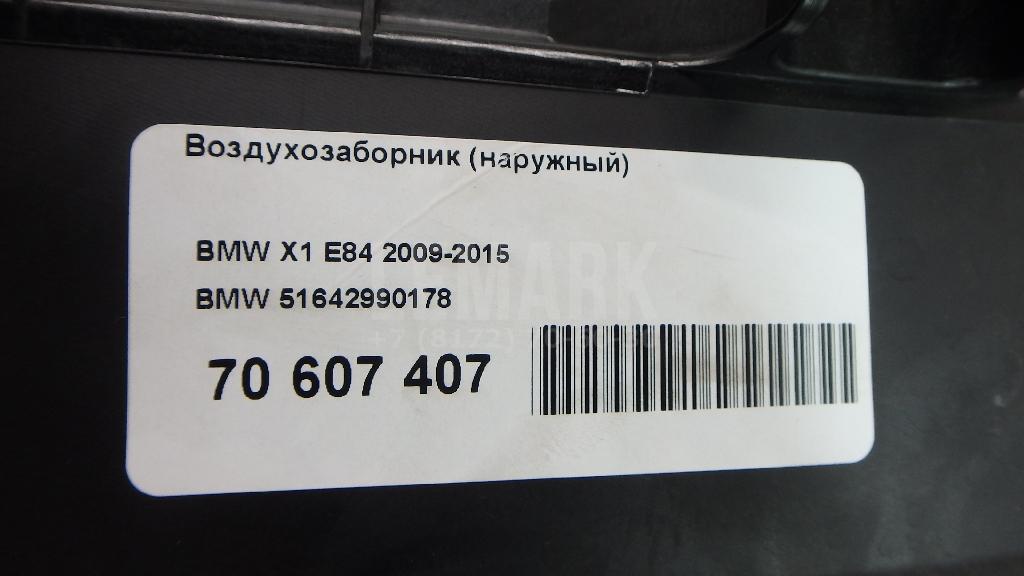 Воздухозаборник (наружный)
BMW X1 E84 2009-2015
BMW 51642990178
70 607 407